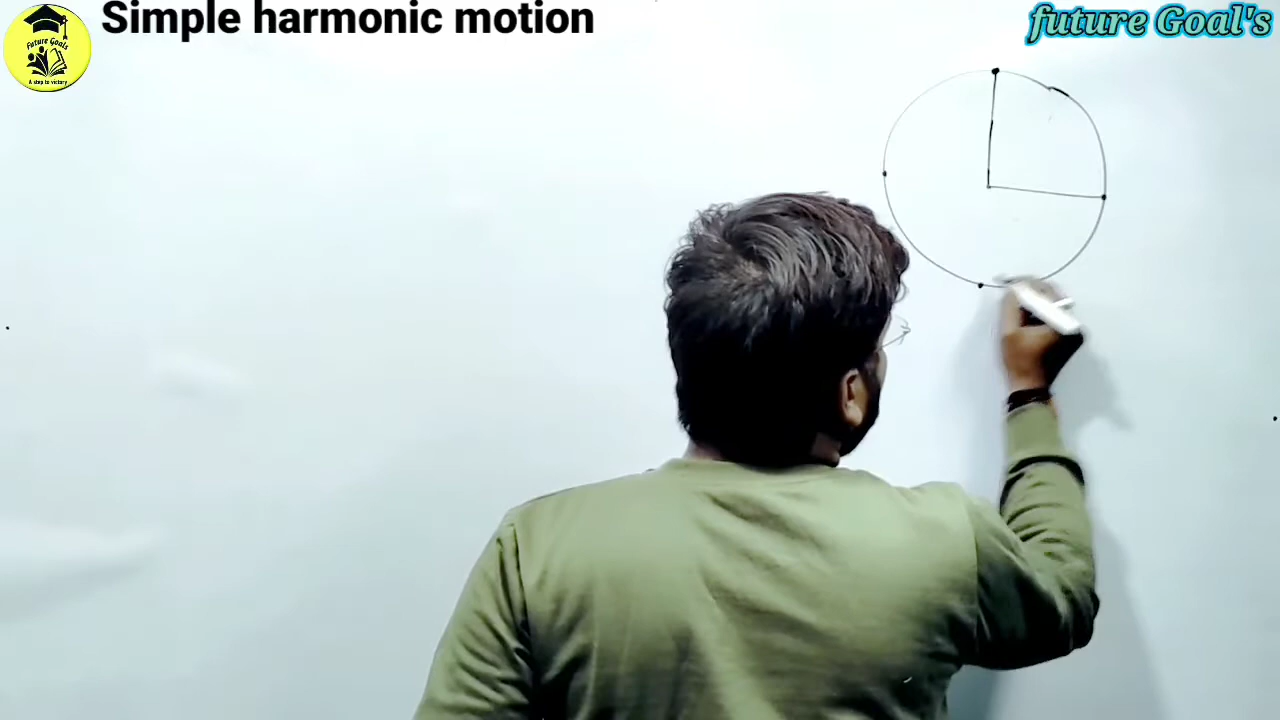 Simple harmonic motion
future Goal's
Future Goals
A step to victory